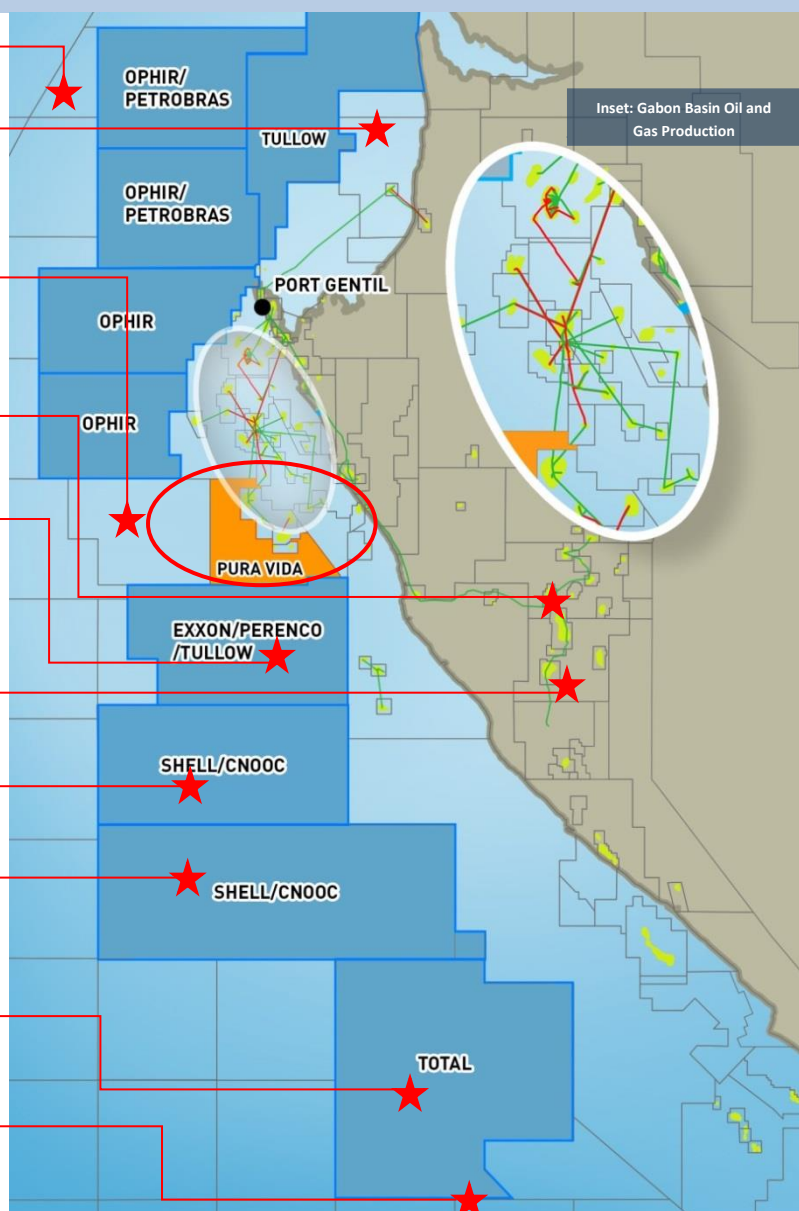 OPHIR/
PETROBRAS
Inset: Gabon Basin Oil and
Gas Production
TULLOW
OPHIR/
PETROBRAS
PORT GENTIL
OPHIR
OPHIR
PURA VIDA
EXXON/PERENCO
/TULLOW
SHELL/CNOOC
SHELL/CNOOC
TOTAL